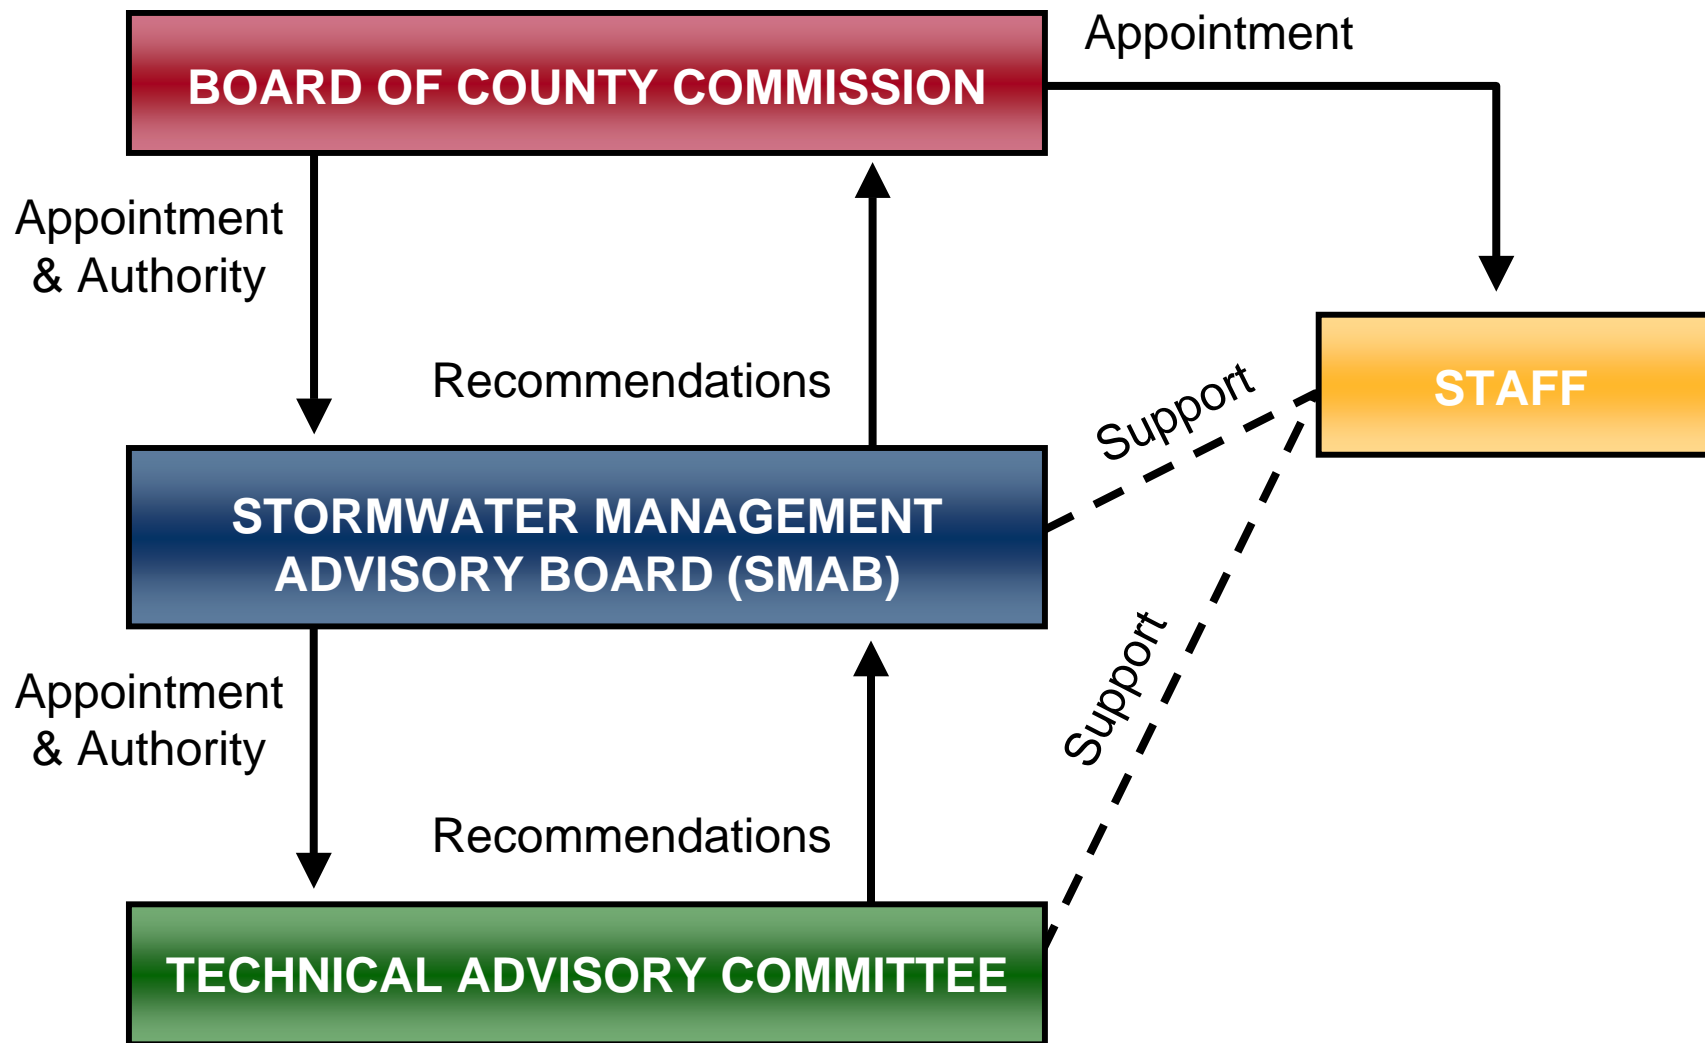 BOARD OF COUNTY COMMISSION
Appointment
Appointment
& Authority
Recommendations
Support
STAFF
STORMWATER MANAGEMENT
ADVISORY BOARD (SMAB)
Appointment
& Authority
Support
Recommendations
TECHNICAL ADVISORY COMMITTEE